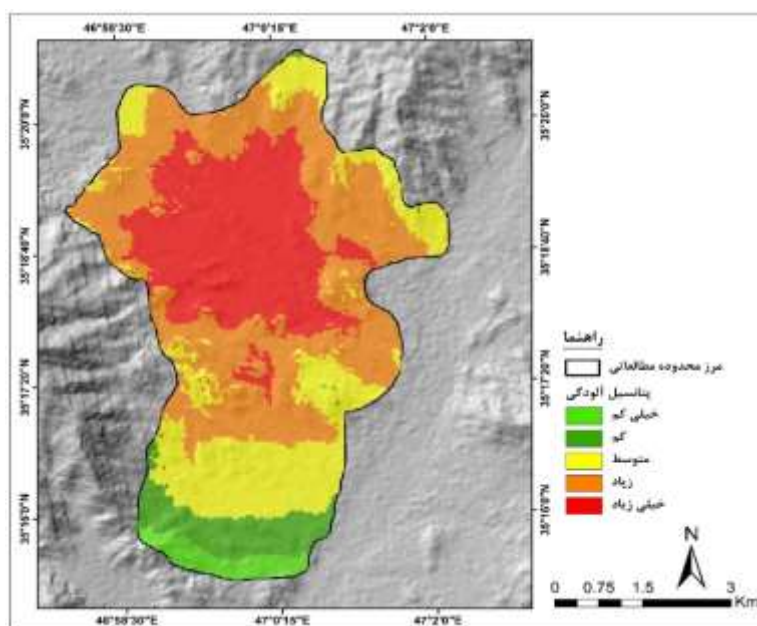 46°58'30"E 47°0'15"E 47°2'0"E
35°20'0"N
35°18'40"N
35°17'20"N
35°16'0"N
35°20'0"N
35°18'40"N
35°17'20"N
35°16'0"N
راهنما
مرز محدوده مطالعاتی
پتانسیل آلودگی
خیلی کم
کم
متوسط
زیاد
خیلی زیاد
N
0 0.75 1.5 3
Km
46°58'30"E 47°0'15"E 47°2'0"E